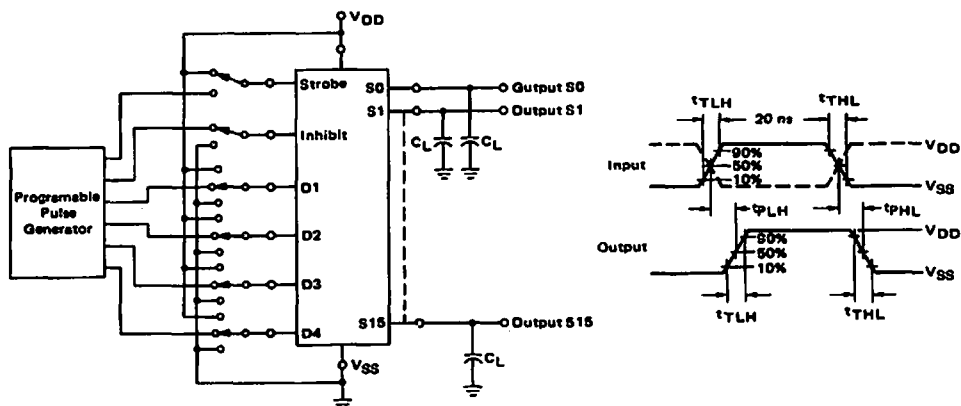 VDD
Strobe
S0
Gutput S0
S1
Output S1
Inhibit
CL
CL
D1
Programable
Pulse
Generator
D2
D3
D4
S15
Output S15
CL
VSS
tTLH
tTHL
20 ns
VDD
90%
Input
50%
10%
VSS
tPLH
tPHL
VDD
Output
90%
50%
10%
VSS
tTLH
tTHL